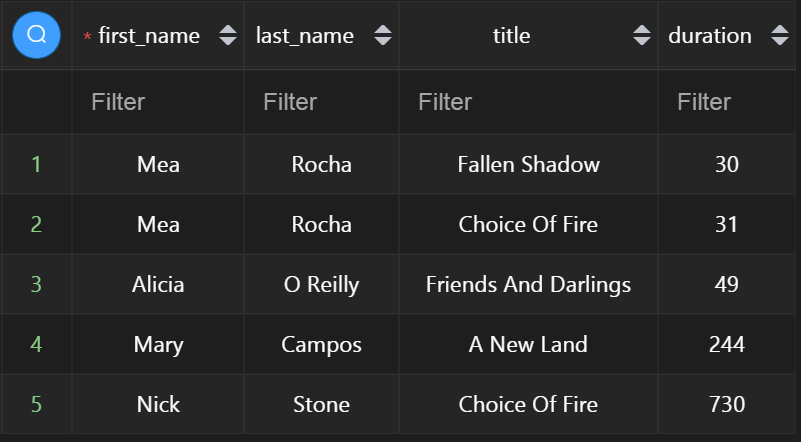 * first_name last_name title duration
Filter Filter Filter Filter
1 Mea Rocha Fallen Shadow 30
2 Mea Rocha Choice Of Fire 31
3 Alicia O Reilly Friends And Darlings 49
4 Mary Campos A New Land 244
5 Nick Stone Choice Of Fire 730